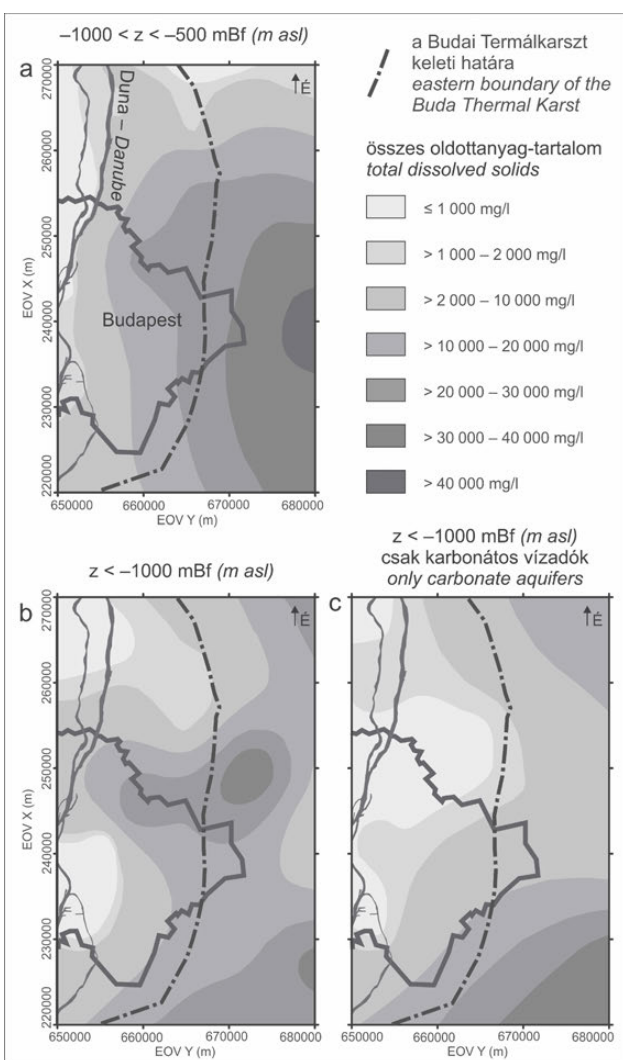 –1000 < z < -500 mBf (m asl)
a
Duna – Danube
É
Budapest
270000
260000
250000
240000
230000
220000
EOV X (m)
650000
660000
670000
680000
EOV Y (m)
a Budai Termálkarszt
keleti határa
eastern boundary of the
Buda Thermal Karst
összes oldottanyag-tartalom
total dissolved solids
≤ 1 000 mg/l
> 1 000 – 2 000 mg/l
> 2 000 – 10 000 mg/l
> 10 000 – 20 000 mg/l
> 20 000 – 30 000 mg/l
> 30 000 – 40 000 mg/l
> 40 000 mg/l
z < –1000 mBf (m asl)
b
É
270000
260000
250000
240000
230000
220000
EOV X (m)
650000
660000
670000
680000
EOV Y (m)
z < –1000 mBf (m asl)
csak karbonátos vízadók
only carbonate aquifers
c
É
650000
660000
670000
680000
EOV Y (m)